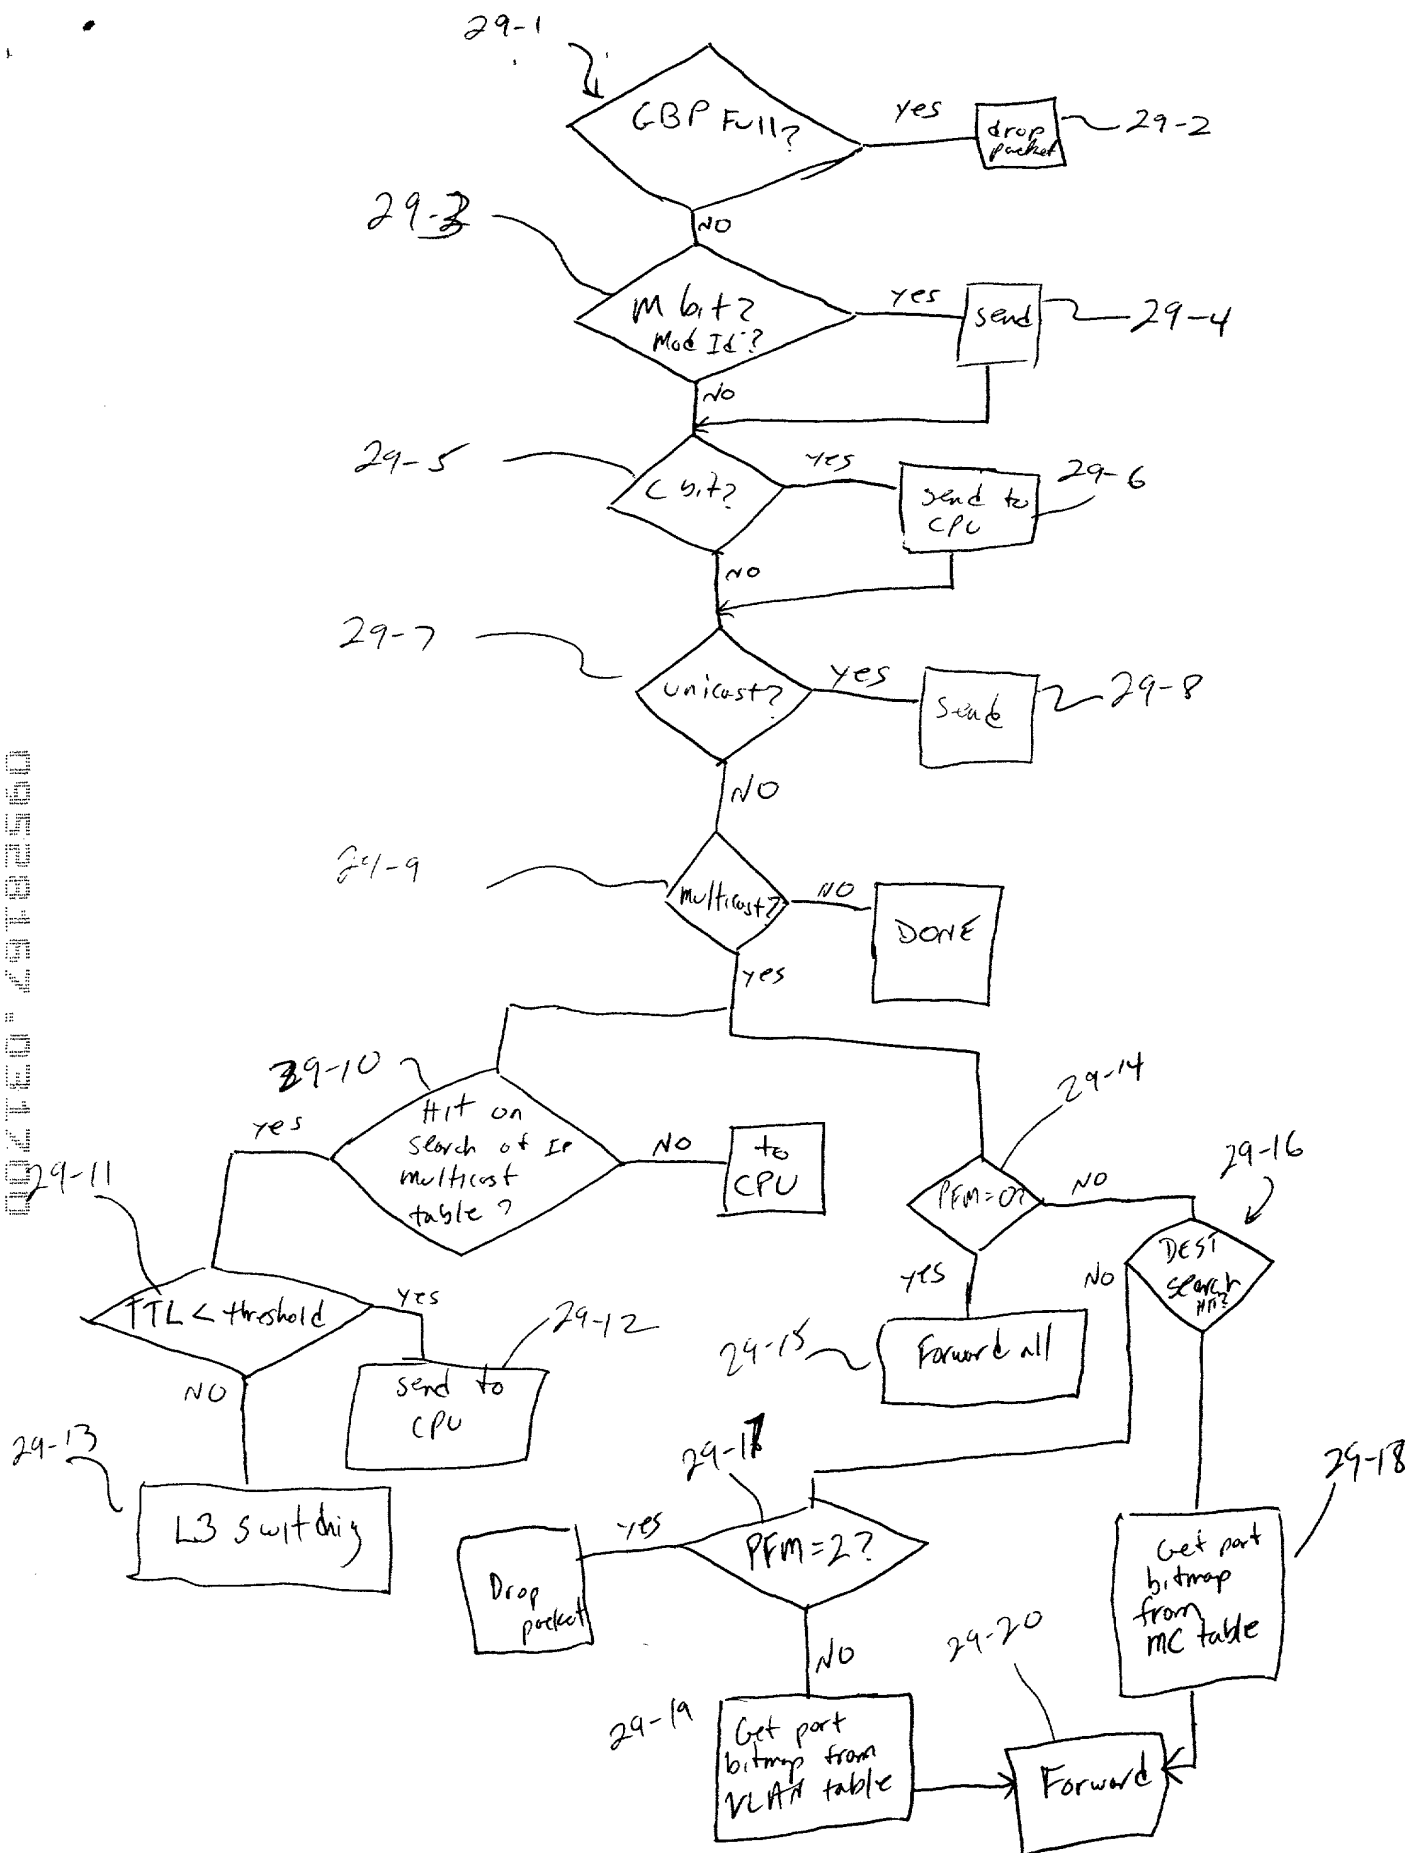 29-1
GBP Full?
yes
drop
packet
29-2
NO
29-3
M bit?
Mod Id?
yes
send
29-4
NO
29-5
C bit?
yes
send to
CPU
29-6
NO
29-7
unicast?
yes
Send
29-8
NO
29-9
multicast?
NO
DONE
yes
29-10
Hit on
search of IP
multicast
table?
yes
NO
to
CPU
29-11
TTL < threshold
yes
29-12
send to
CPU
NO
29-13
L3 switching
29-14
PFM=0?
NO
yes
29-15
Forward all
29-16
DEST
search
HIT?
NO
29-17
PFM=2?
yes
Drop
packet
NO
29-18
Get port
bitmap
from
MC table
29-19
Get port
bitmap from
VLAN table
29-20
Forward
09528167.031700